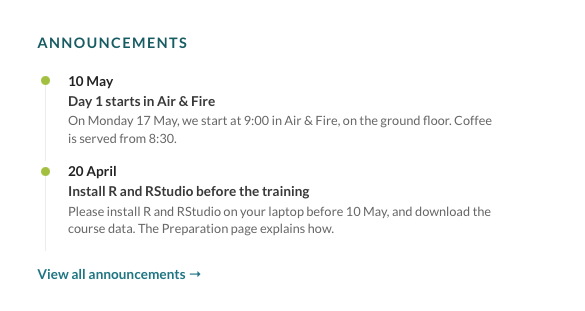 ANNOUNCEMENTS
10 May
Day 1 starts in Air & Fire
On Monday 17 May, we start at 9:00 in Air & Fire, on the ground floor. Coffee
is served from 8:30.
20 April
Install R and RStudio before the training
Please install R and RStudio on your laptop before 10 May, and download the
course data. The Preparation page explains how.
View all announcements →